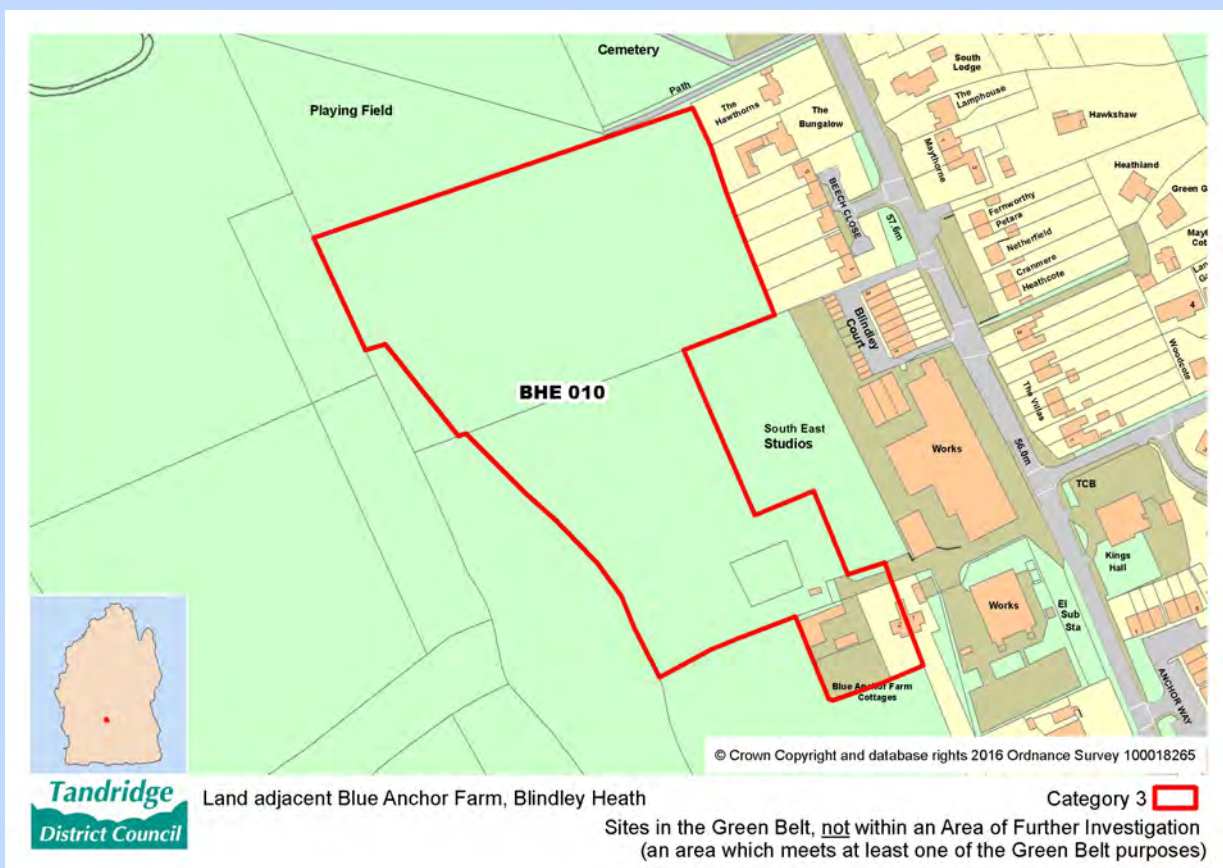 Cemetery
Path
Playing Field
The
Hawthorns
The
Bungalow
South
Lodge
The
Lamphouse
Hawkshaw
Maythorne
1
3
Heathland
Fernworthy
Petara
Netherfield
Cranmere
Heathcote
BEECH CLOSE
57.6m
1
Blindley
Court
4
Woodcote
The Villas
BHE 010
South East
Studios
Works
56.0m
TCB
Kings
Hall
Works
El
Sub
Sta
Blue Anchor Farm
Cottages
ANCHOR WAY
© Crown Copyright and database rights 2016 Ordnance Survey 100018265
Tandridge
District Council
Land adjacent Blue Anchor Farm, Blindley Heath
Category 3
Sites in the Green Belt, not within an Area of Further Investigation
(an area which meets at least one of the Green Belt purposes)